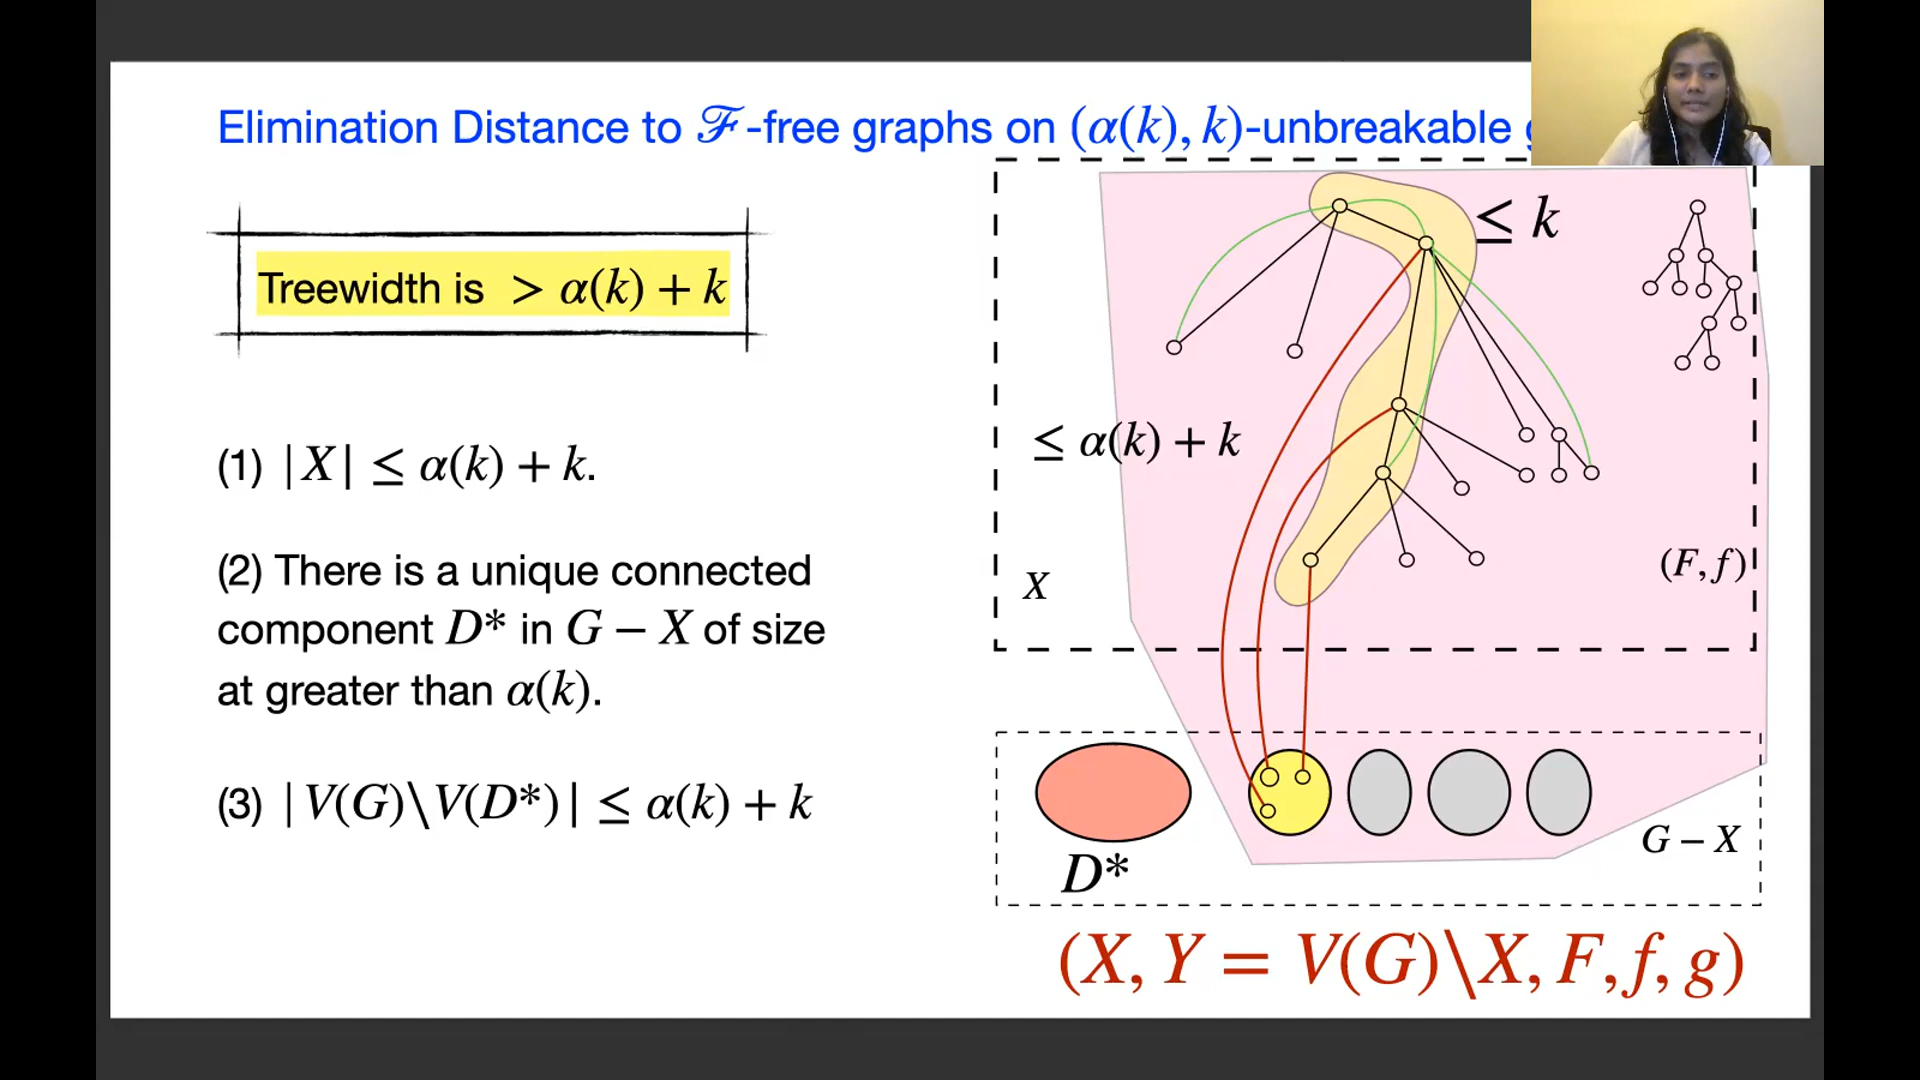 Elimination Distance to ℱ-free graphs on (α(k), k)-unbreakable
Treewidth is > α(k) + k
(1) |X| ≤ α(k) + k.
(2) There is a unique connected
component D* in G − X of size
at greater than α(k).
(3) |V(G)\V(D*)| ≤ α(k) + k
≤ k
≤ α(k) + k
X
(F, f)
D*
G − X
(X, Y = V(G)\X, F, f, g)